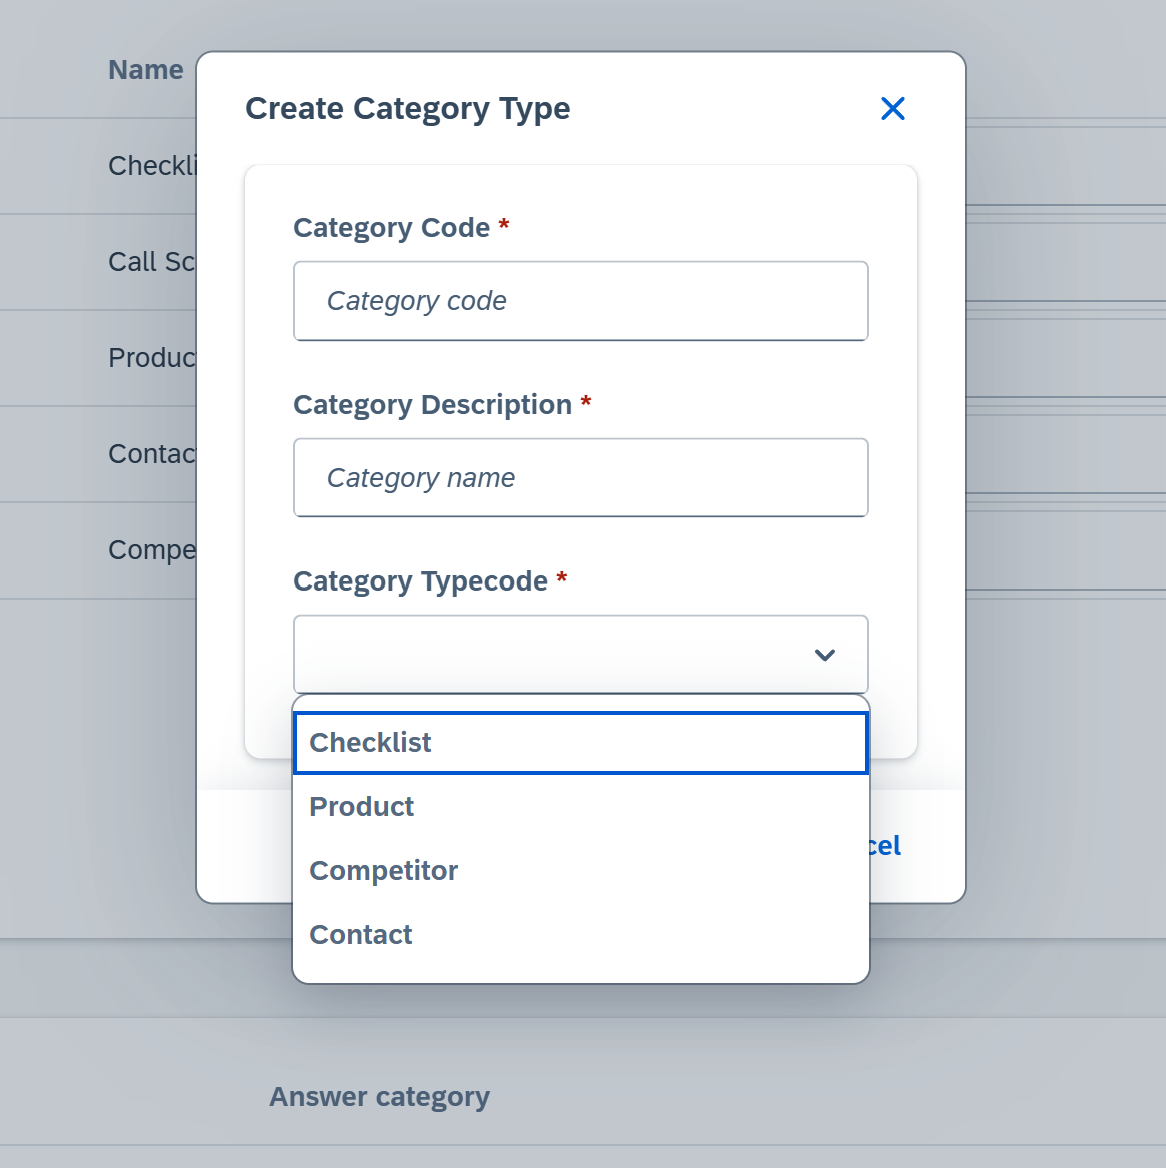 Name
Create Category Type
Category Code *
Category code
Category Description *
Category name
Category Typecode *
Checklist
Product
Competitor
Contact
Answer category